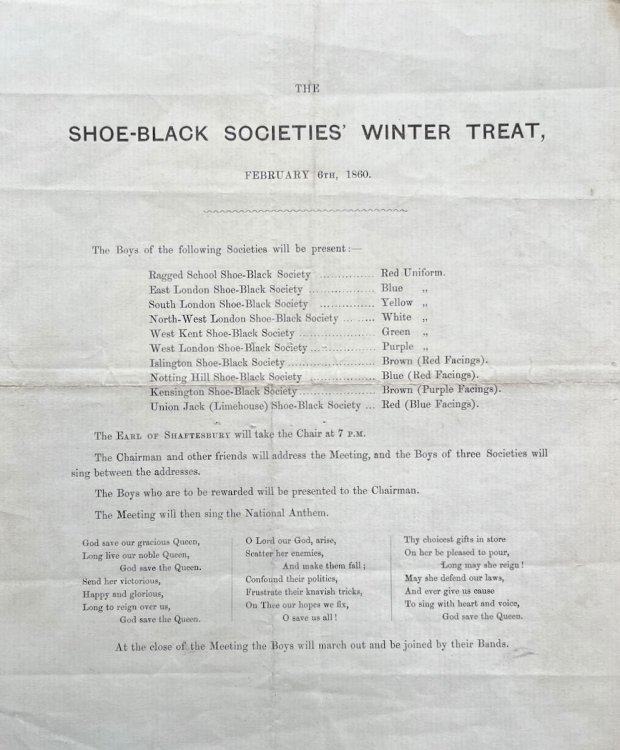 THE
SHOE-BLACK SOCIETIES' WINTER TREAT,
FEBRUARY 6TH, 1860.
The Boys of the following Societies will be present:—
Ragged School Shoe-Black Society ............... Red Uniform.
East London Shoe-Black Society .................. Blue „
South London Shoe-Black Society ............... Yellow „
North-West London Shoe-Black Society ......... White „
West Kent Shoe-Black Society ..................... Green „
West London Shoe-Black Society .................. Purple „
Islington Shoe-Black Society ........................ Brown (Red Facings).
Notting Hill Shoe-Black Society .................. Blue (Red Facings).
Kensington Shoe-Black Society ..................... Brown (Purple Facings).
Union Jack (Limehouse) Shoe-Black Society ... Red (Blue Facings).
The EARL OF SHAFTESBURY will take the Chair at 7 P.M.
The Chairman and other friends will address the Meeting, and the Boys of three Societies will
sing between the addresses.
The Boys who are to be rewarded will be presented to the Chairman.
The Meeting will then sing the National Anthem.
God save our gracious Queen,
Long live our noble Queen,
God save the Queen.
Send her victorious,
Happy and glorious,
Long to reign over us,
God save the Queen.
O Lord our God, arise,
Scatter her enemies,
And make them fall;
Confound their politics,
Frustrate their knavish tricks,
On Thee our hopes we fix,
O save us all!
Thy choicest gifts in store
On her be pleased to pour,
Long may she reign!
May she defend our laws,
And ever give us cause
To sing with heart and voice,
God save the Queen.
At the close of the Meeting the Boys will march out and be joined by their Bands.